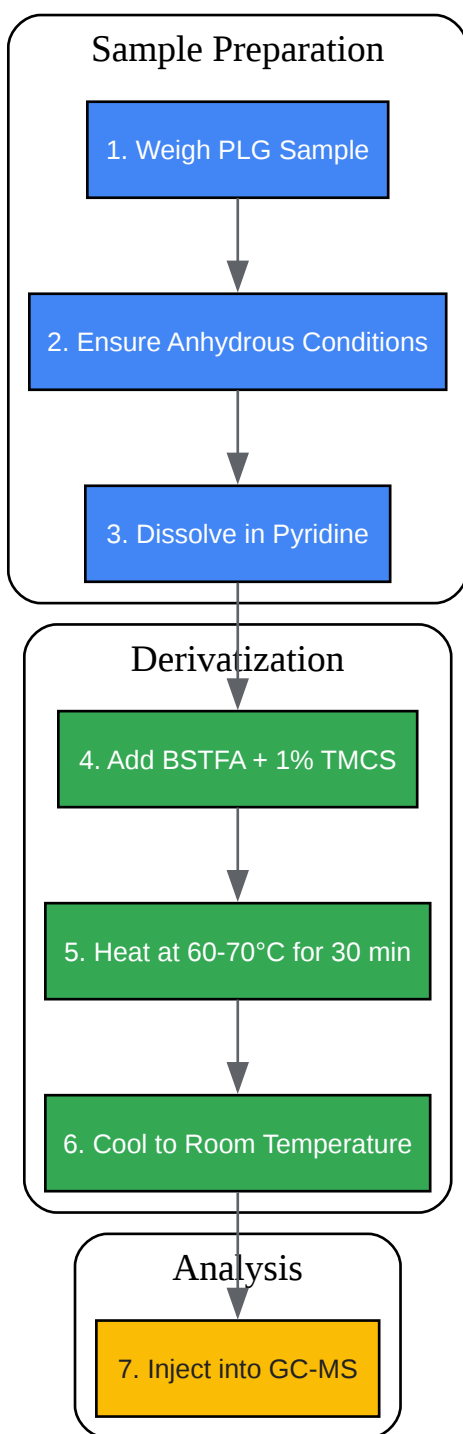 Sample Preparation
1. Weigh PLG Sample
2. Ensure Anhydrous Conditions
3. Dissolve in Pyridine
Derivatization
4. Add BSTFA + 1% TMCS
5. Heat at 60-70°C for 30 min
6. Cool to Room Temperature
Analysis
7. Inject into GC-MS